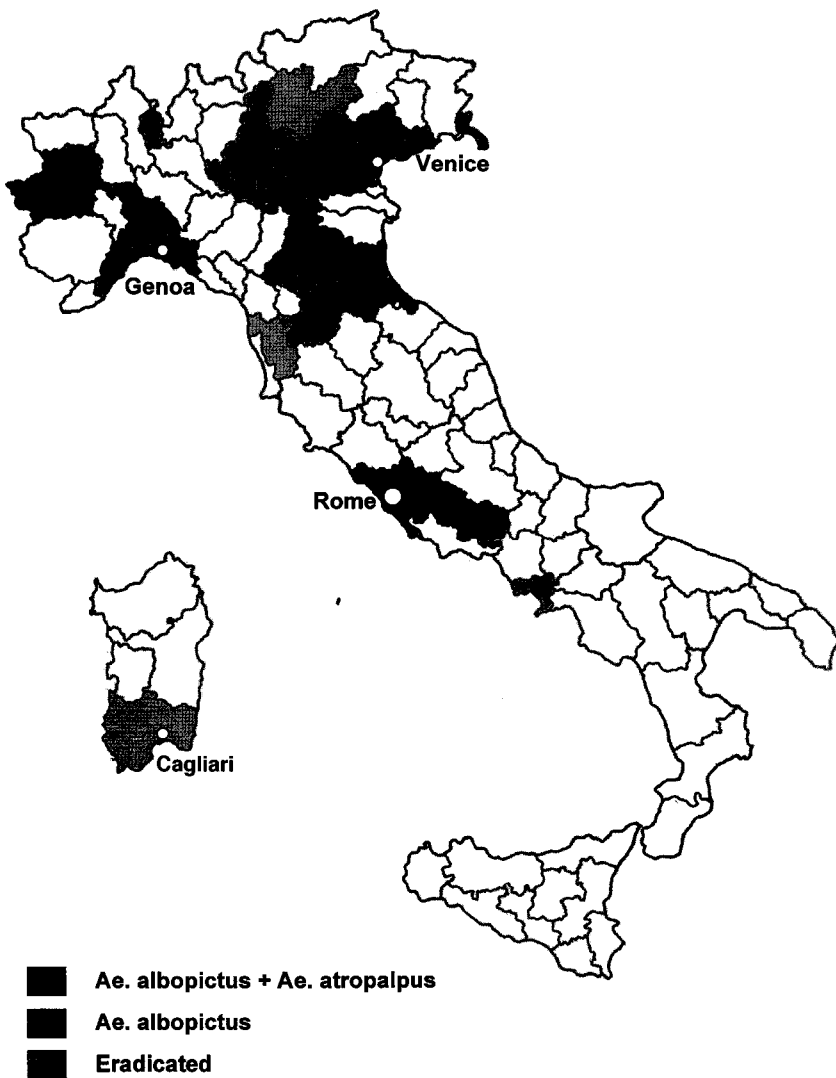 Venice
Genoa
Rome
Cagliari
Ae. albopictus + Ae. atropalpus
Ae. albopictus
Eradicated